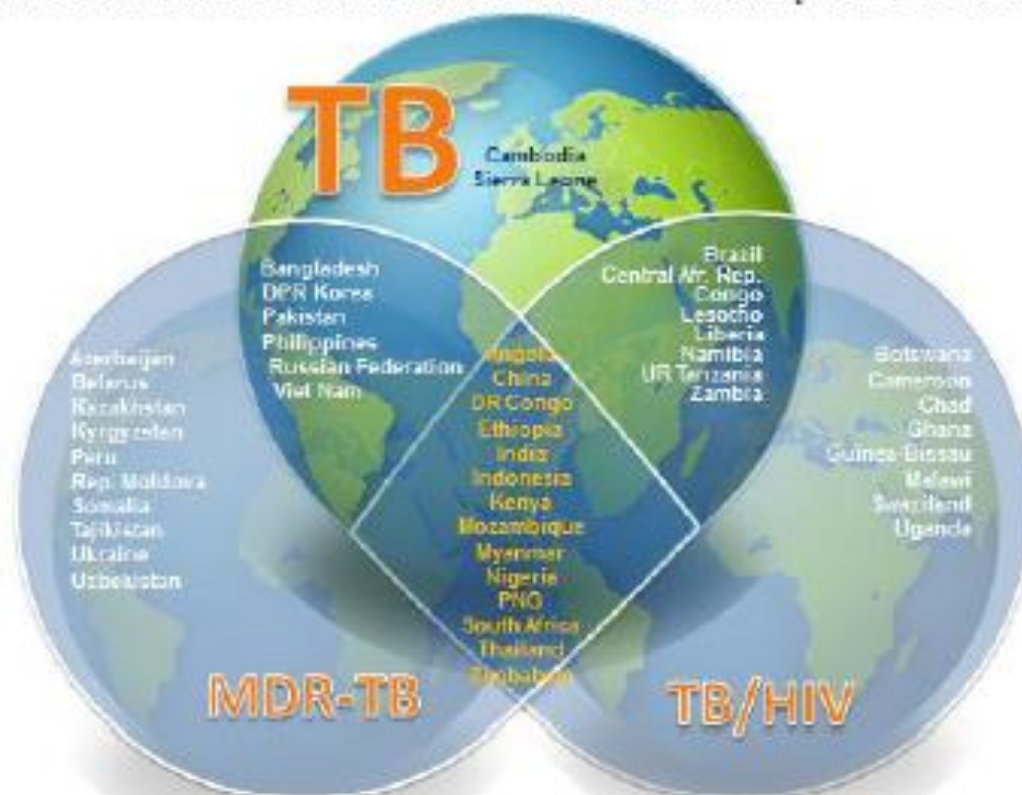 TB
Cambodia
Sierra Leone
Bangladesh
DPR Korea
Pakistan
Philippines
Russian Federation
Viet Nam
Brazil
Central Afr. Rep.
Congo
Lesotho
Liberia
Namibia
UR Tanzania
Zambia
Azerbaijan
Belarus
Kazakhstan
Kyrgyzstan
Peru
Rep. Moldova
Somalia
Tajikistan
Ukraine
Uzbekistan
Angola
China
DR Congo
Ethiopia
India
Indonesia
Kenya
Mozambique
Myanmar
Nigeria
PNG
South Africa
Thailand
Zimbabwe
Botswana
Cameroon
Chad
Ghana
Guinea-Bissau
Malawi
Swaziland
Uganda
MDR-TB
TB/HIV